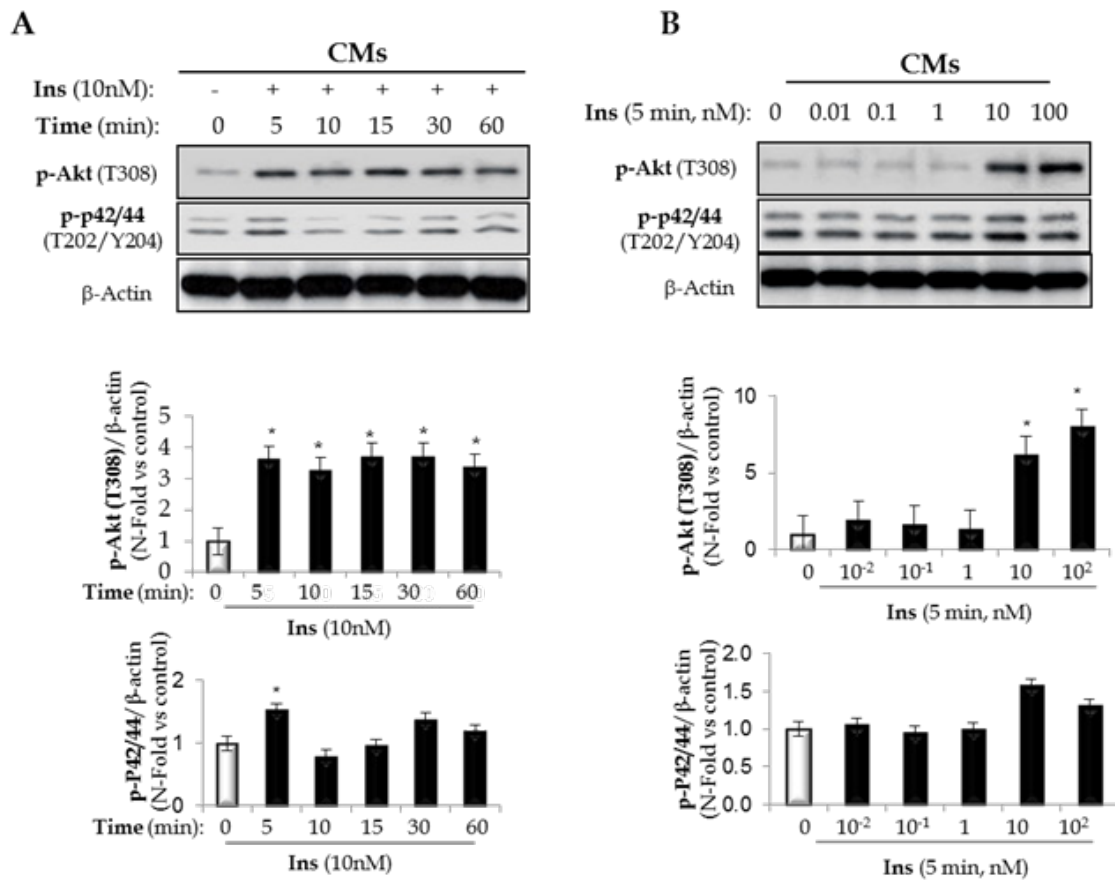 A
CMs
Ins (10nM): - + + + + +
Time (min): 0 5 10 15 30 60
p-Akt (T308)
p-p42/44
(T202/Y204)
β-Actin
p-Akt (T308)/β-actin
(N-Fold vs control)
5
4
3
2
1
0
* * * * *
Time (min): 0 5 10 15 30 60
Ins (10nM)
p-P42/44/β-actin
(N-Fold vs control)
2
1
0
*
Time (min): 0 5 10 15 30 60
Ins (10nM)
B
CMs
Ins (5 min, nM): 0 0.01 0.1 1 10 100
p-Akt (T308)
p-p42/44
(T202/Y204)
β-Actin
p-Akt (T308)/β-actin
(N-Fold vs control)
10
5
0
* *
0 10⁻² 10⁻¹ 1 10 10²
Ins (5 min, nM)
p-P42/44/β-actin
(N-Fold vs control)
2.0
1.5
1.0
0.5
0.0
0 10⁻² 10⁻¹ 1 10 10²
Ins (5 min, nM)